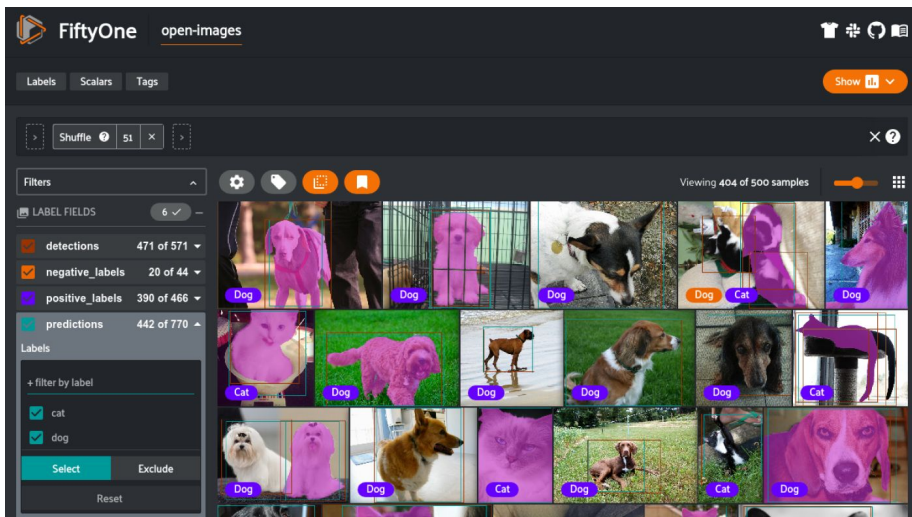 FiftyOne open-images
Labels Scalars Tags Show
Shuffle ? 51 × × ?
Filters
Viewing 404 of 500 samples
LABEL FIELDS 6
detections 471 of 571
negative_labels 20 of 44
positive_labels 390 of 466
predictions 442 of 770
Labels
+ filter by label
cat
dog
Select Exclude
Reset
Dog Dog Dog Dog Cat Dog
Cat Dog Dog Dog Dog Cat
Dog Dog Cat Dog Cat Dog